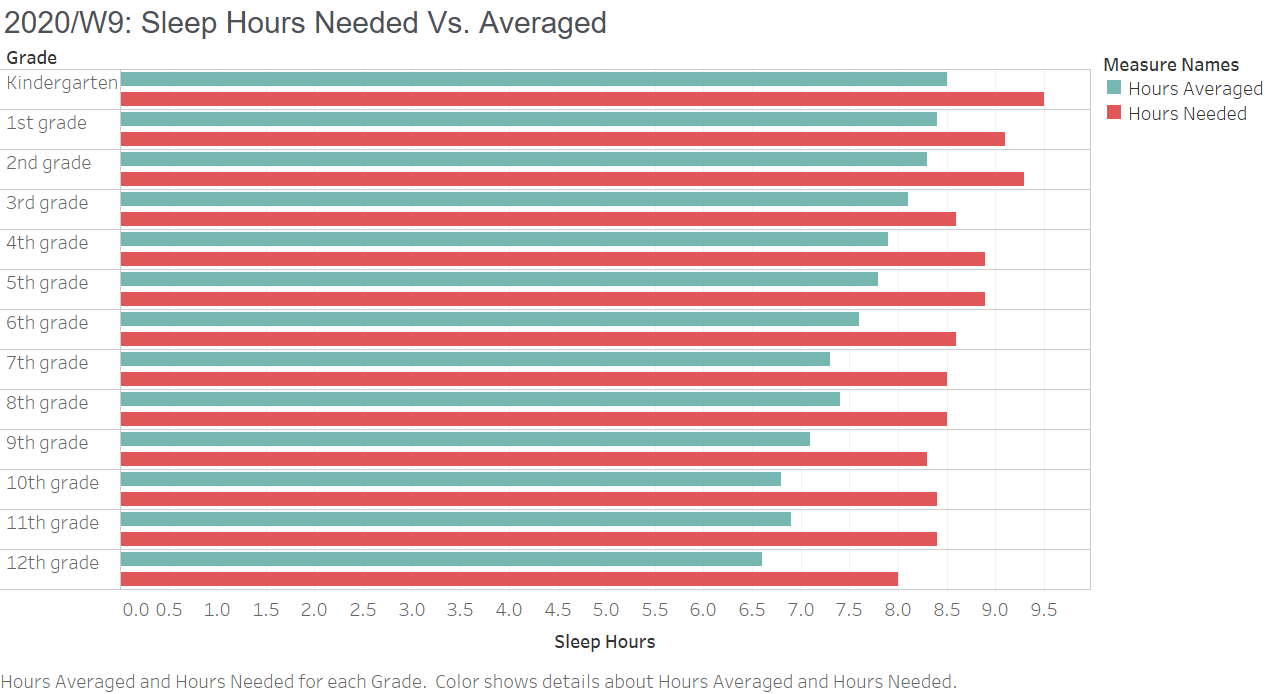 2020/W9: Sleep Hours Needed Vs. Averaged
Grade
Kindergarten
1st grade
2nd grade
3rd grade
4th grade
5th grade
6th grade
7th grade
8th grade
9th grade
10th grade
11th grade
12th grade
0.0 0.5 1.0 1.5 2.0 2.5 3.0 3.5 4.0 4.5 5.0 5.5 6.0 6.5 7.0 7.5 8.0 8.5 9.0 9.5
Sleep Hours
Measure Names
Hours Averaged
Hours Needed
Hours Averaged and Hours Needed for each Grade. Color shows details about Hours Averaged and Hours Needed.